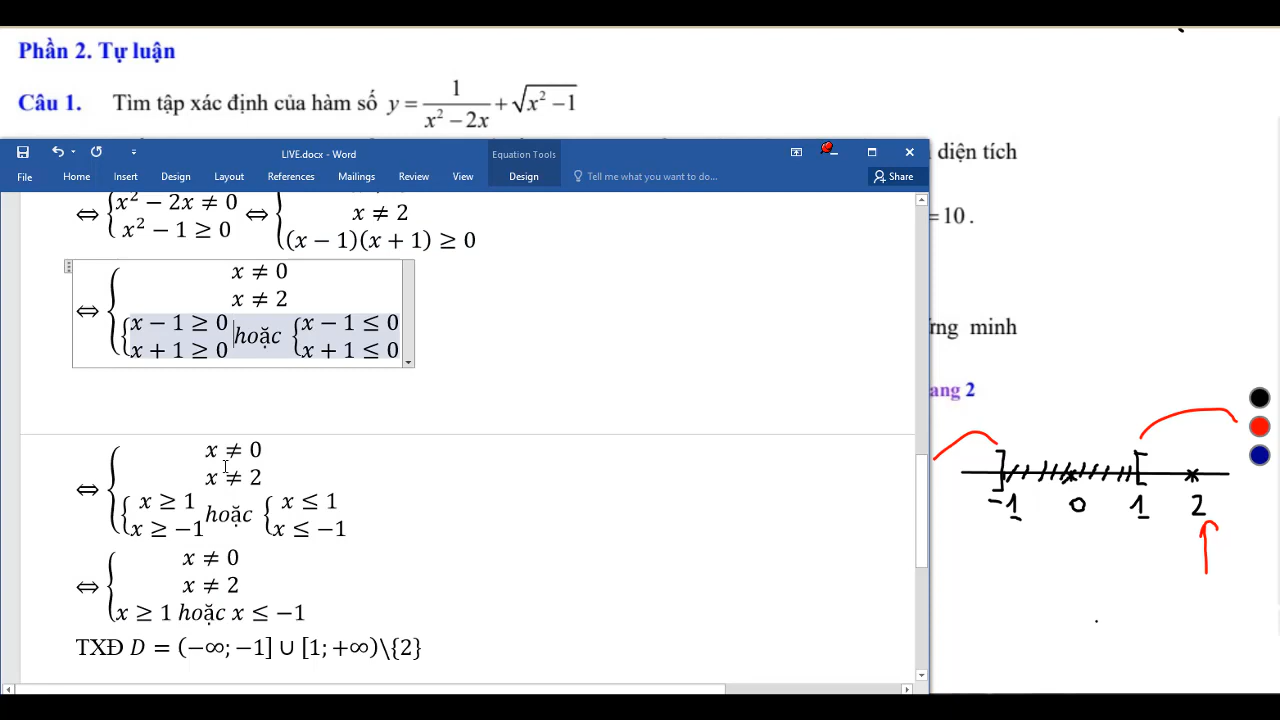 Phần 2. Tự luận
Câu 1. Tìm tập xác định của hàm số y = 1/(x² − 2x) + √(x² − 1)
diện tích
LIVE.docx - Word
Equation Tools
File Home Insert Design Layout References Mailings Review View Design Tell me what you want to do... Share
= 10 .
⇔ { x² − 2x ≠ 0 ⇔ {
x² − 1 ≥ 0
x ≠ 2
(x − 1)(x + 1) ≥ 0
⇔ { x ≠ 0
x ≠ 2
{ x − 1 ≥ 0 hoặc { x − 1 ≤ 0
x + 1 ≥ 0 x + 1 ≤ 0
ứng minh
ang 2
⇔ { x ≠ 0
x ≠ 2
{ x ≥ 1 hoặc { x ≤ 1
x ≥ −1 x ≤ −1
⇔ { x ≠ 0
x ≠ 2
x ≥ 1 hoặc x ≤ −1
TXĐ D = (−∞; −1] ∪ [1; +∞)\{2}
] [
−1 0 1 2